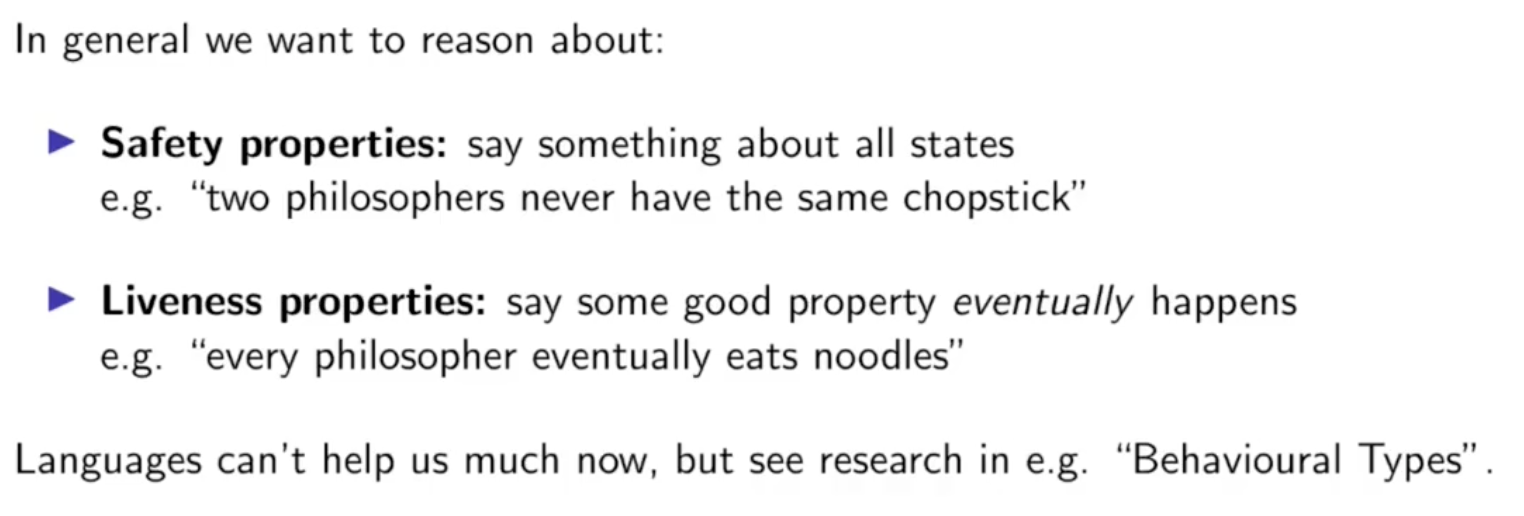 In general we want to reason about:
▶ Safety properties: say something about all states
e.g. “two philosophers never have the same chopstick”
▶ Liveness properties: say some good property eventually happens
e.g. “every philosopher eventually eats noodles”
Languages can’t help us much now, but see research in e.g. “Behavioural Types”.